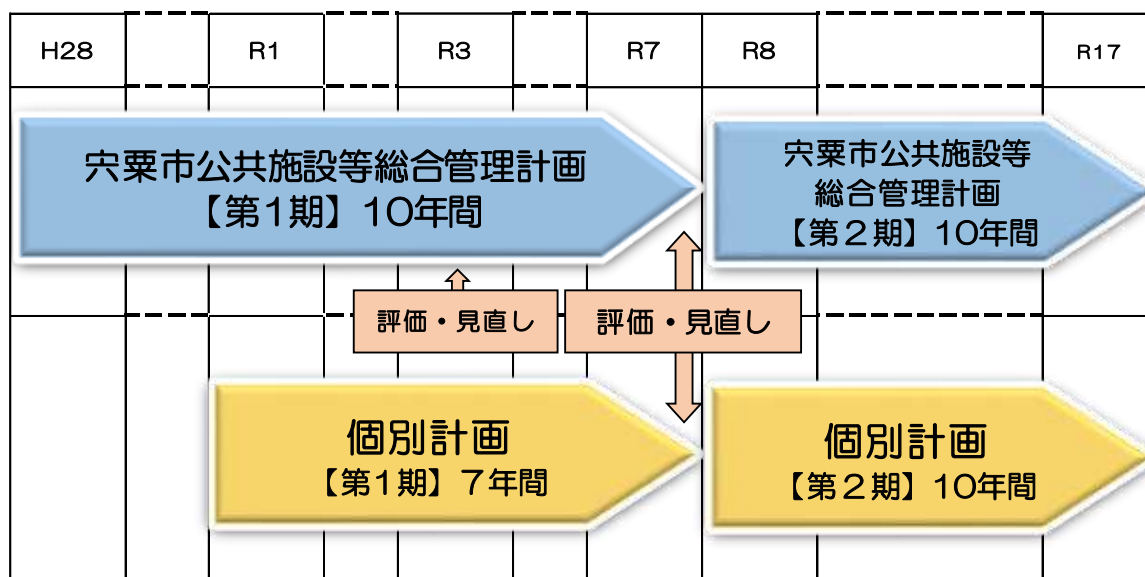 H28
R1
R3
R7
R8
R17
宍粟市公共施設等総合管理計画
【第１期】10年間
宍粟市公共施設等
総合管理計画
【第２期】10年間
評価・見直し
評価・見直し
個別計画
【第１期】７年間
個別計画
【第２期】10年間